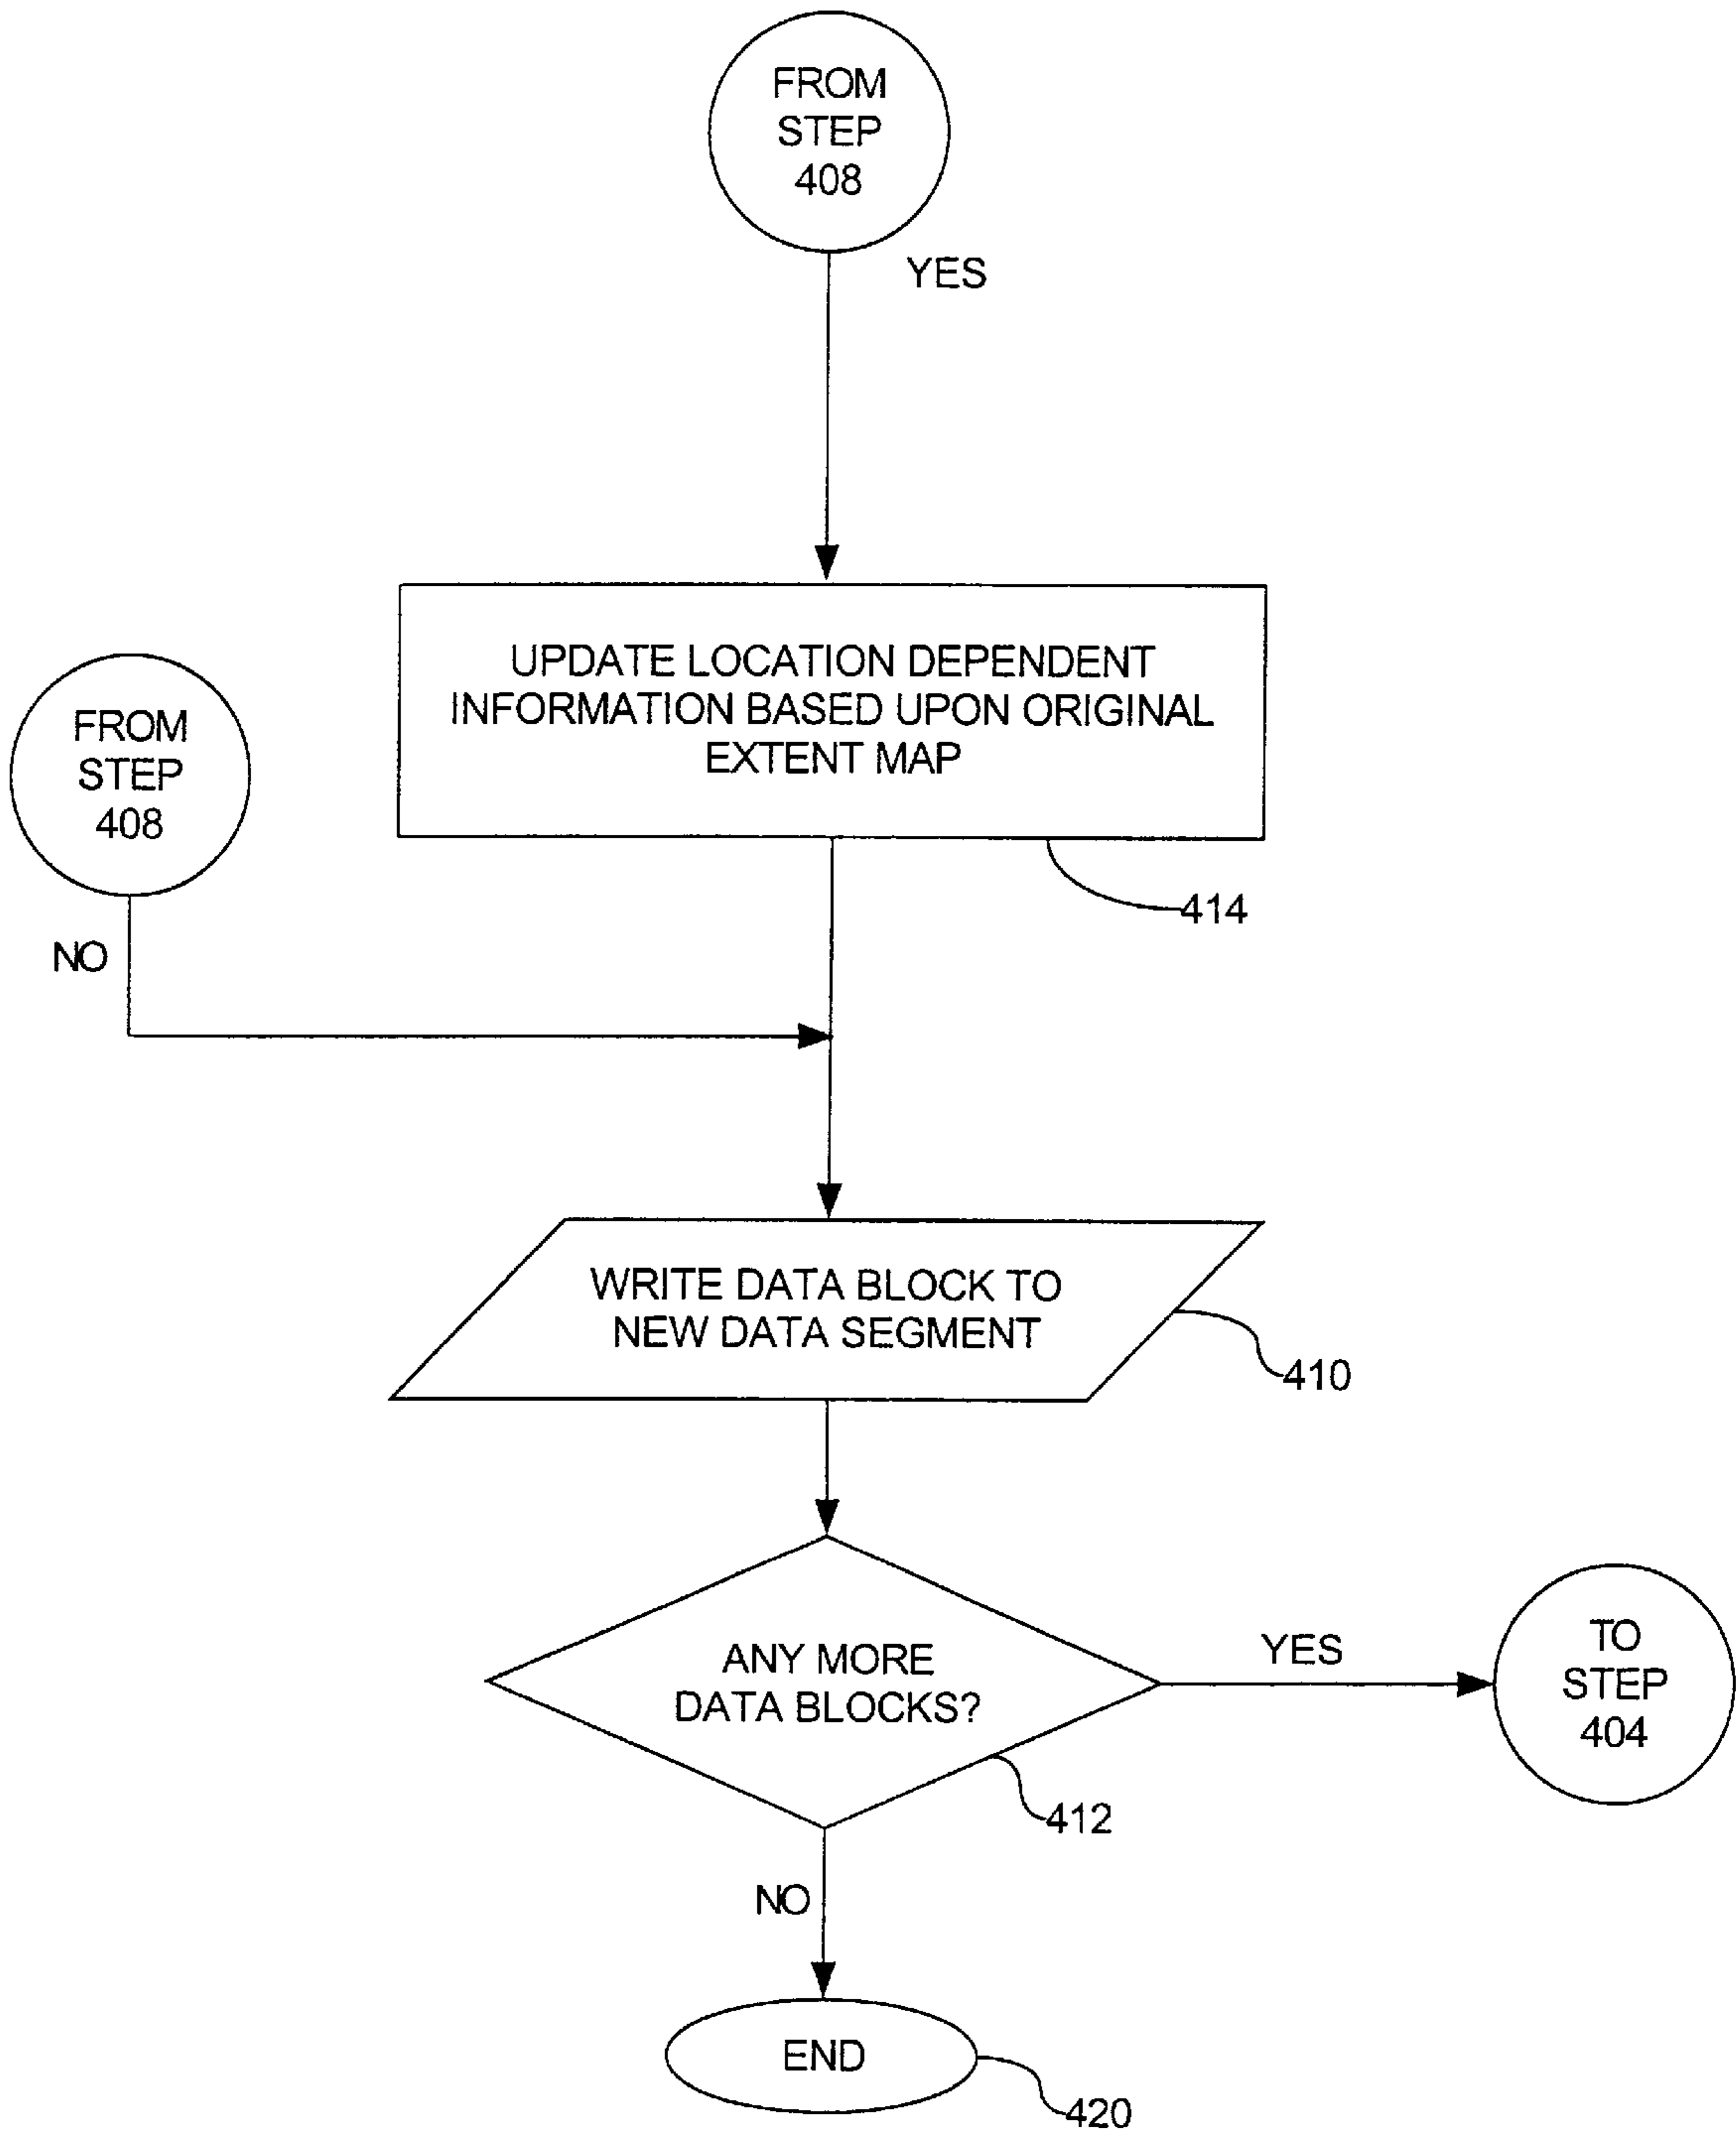 FROM
STEP
408
YES
UPDATE LOCATION DEPENDENT
INFORMATION BASED UPON ORIGINAL
EXTENT MAP
FROM
STEP
408
414
NO
WRITE DATA BLOCK TO
NEW DATA SEGMENT
410
ANY MORE
DATA BLOCKS?
YES
TO
STEP
404
412
NO
END
420